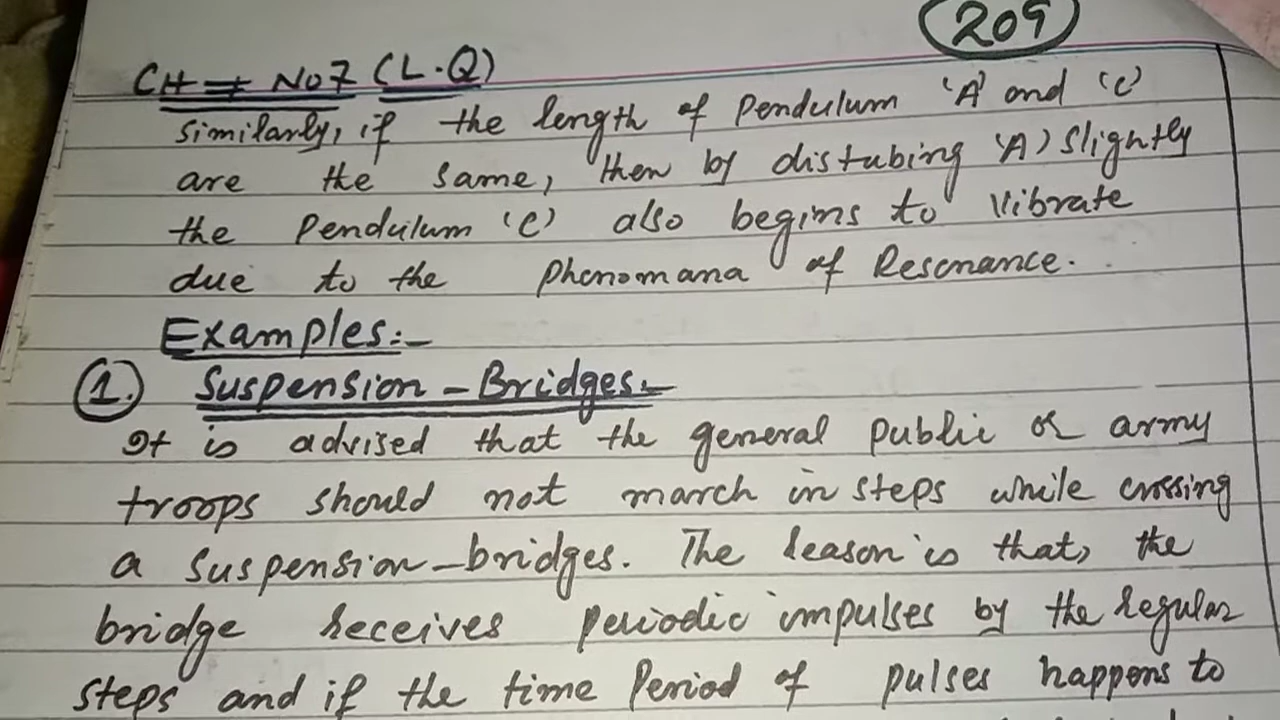 209
CH = No 7 (L.Q)
Similarly, if the length of Pendulum 'A' and 'C'
are the same, then by distubing 'A) Slightly
the Pendulum 'C) also begins to vibrate
due to the Phenomana of Resonance.
Examples:-
1. Suspension-Bridges:-
It is advised that the general public or army
troops should not march in steps while crossing
a suspension-bridges. The reason is that, the
bridge receives periodic impulses by the regular
steps and if the time Period of pulses happens to